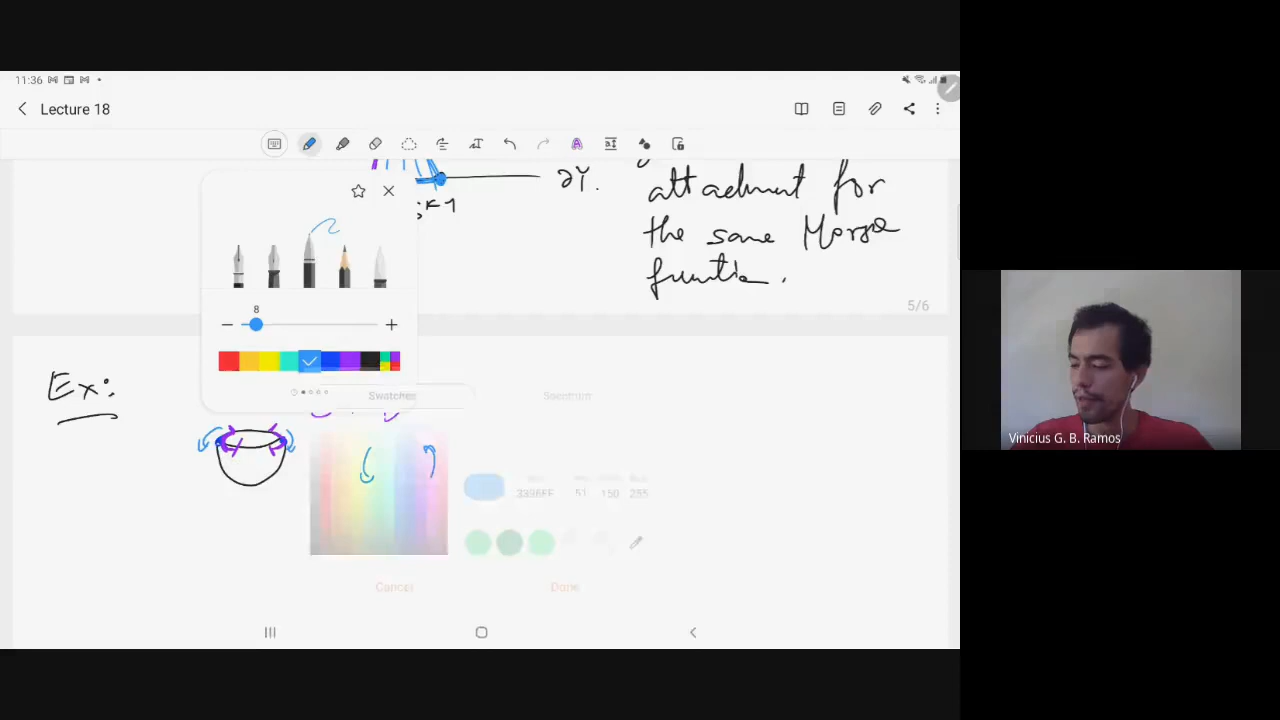 11:36
Lecture 18
∂Y.
attachment for
the same Morse
function.
5/6
8
Ex:
Swatches
Spectrum
3396FF 51 150 255
Cancel
Done
Vinicius G. B. Ramos